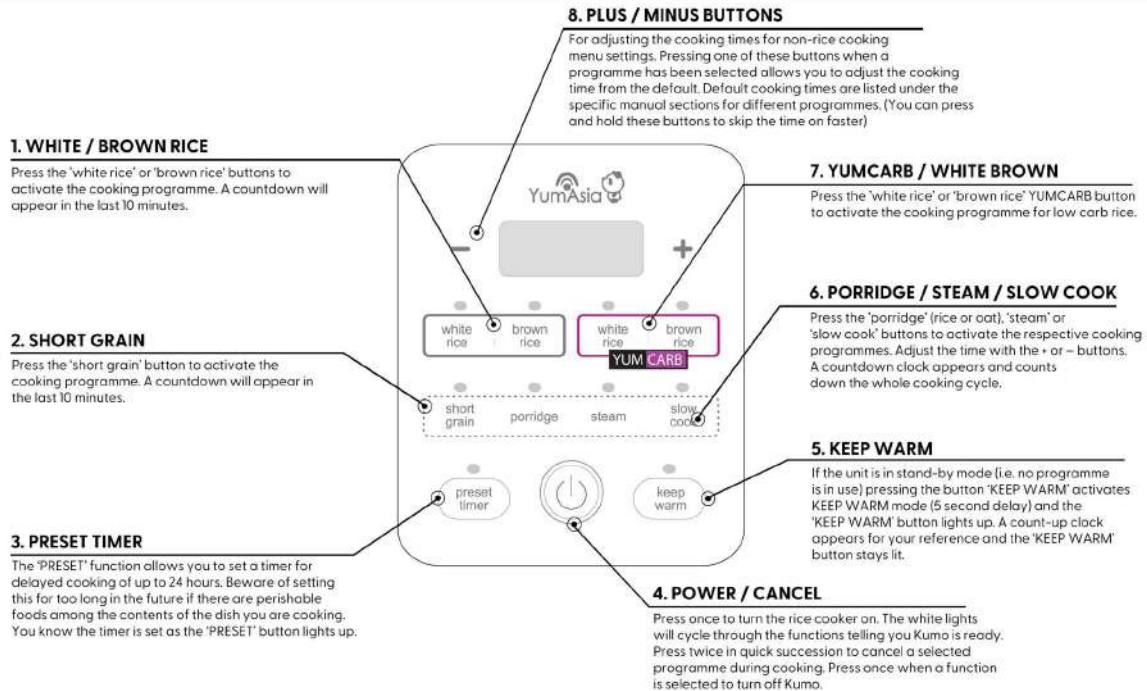 8. PLUS / MINUS BUTTONS
For adjusting the cooking times for non-rice cooking
menu settings. Pressing one of these buttons when a
programme has been selected allows you to adjust the cooking
time from the default. Default cooking times are listed under the
specific manual sections for different programmes. (You can press
and hold these buttons to skip the time on faster)
1. WHITE / BROWN RICE
Press the 'white rice' or 'brown rice' buttons to
activate the cooking programme. A countdown will
appear in the last 10 minutes.
2. SHORT GRAIN
Press the 'short grain' button to activate the
cooking programme. A countdown will appear in
the last 10 minutes.
3. PRESET TIMER
The 'PRESET' function allows you to set a timer for
delayed cooking of up to 24 hours. Beware of setting
this for too long in the future if there are perishable
foods among the contents of the dish you are cooking.
You know the timer is set as the 'PRESET' button lights up.
YumAsia
– +
white rice
brown rice
white rice
brown rice
YUM CARB
short grain
porridge
steam
slow cook
preset timer
keep warm
7. YUMCARB / WHITE BROWN
Press the 'white rice' or 'brown rice' YUMCARB button
to activate the cooking programme for low carb rice.
6. PORRIDGE / STEAM / SLOW COOK
Press the 'porridge' (rice or oat), 'steam' or
'slow cook' buttons to activate the respective cooking
programmes. Adjust the time with the + or – buttons.
A countdown clock appears and counts
down the whole cooking cycle.
5. KEEP WARM
If the unit is in stand-by mode (i.e. no programme
is in use) pressing the button 'KEEP WARM' activates
KEEP WARM mode (5 second delay) and the
'KEEP WARM' button lights up. A count-up clock
appears for your reference and the 'KEEP WARM'
button stays lit.
4. POWER / CANCEL
Press once to turn the rice cooker on. The white lights
will cycle through the functions telling you Kumo is ready.
Press twice in quick succession to cancel a selected
programme during cooking. Press once when a function
is selected to turn off Kumo.